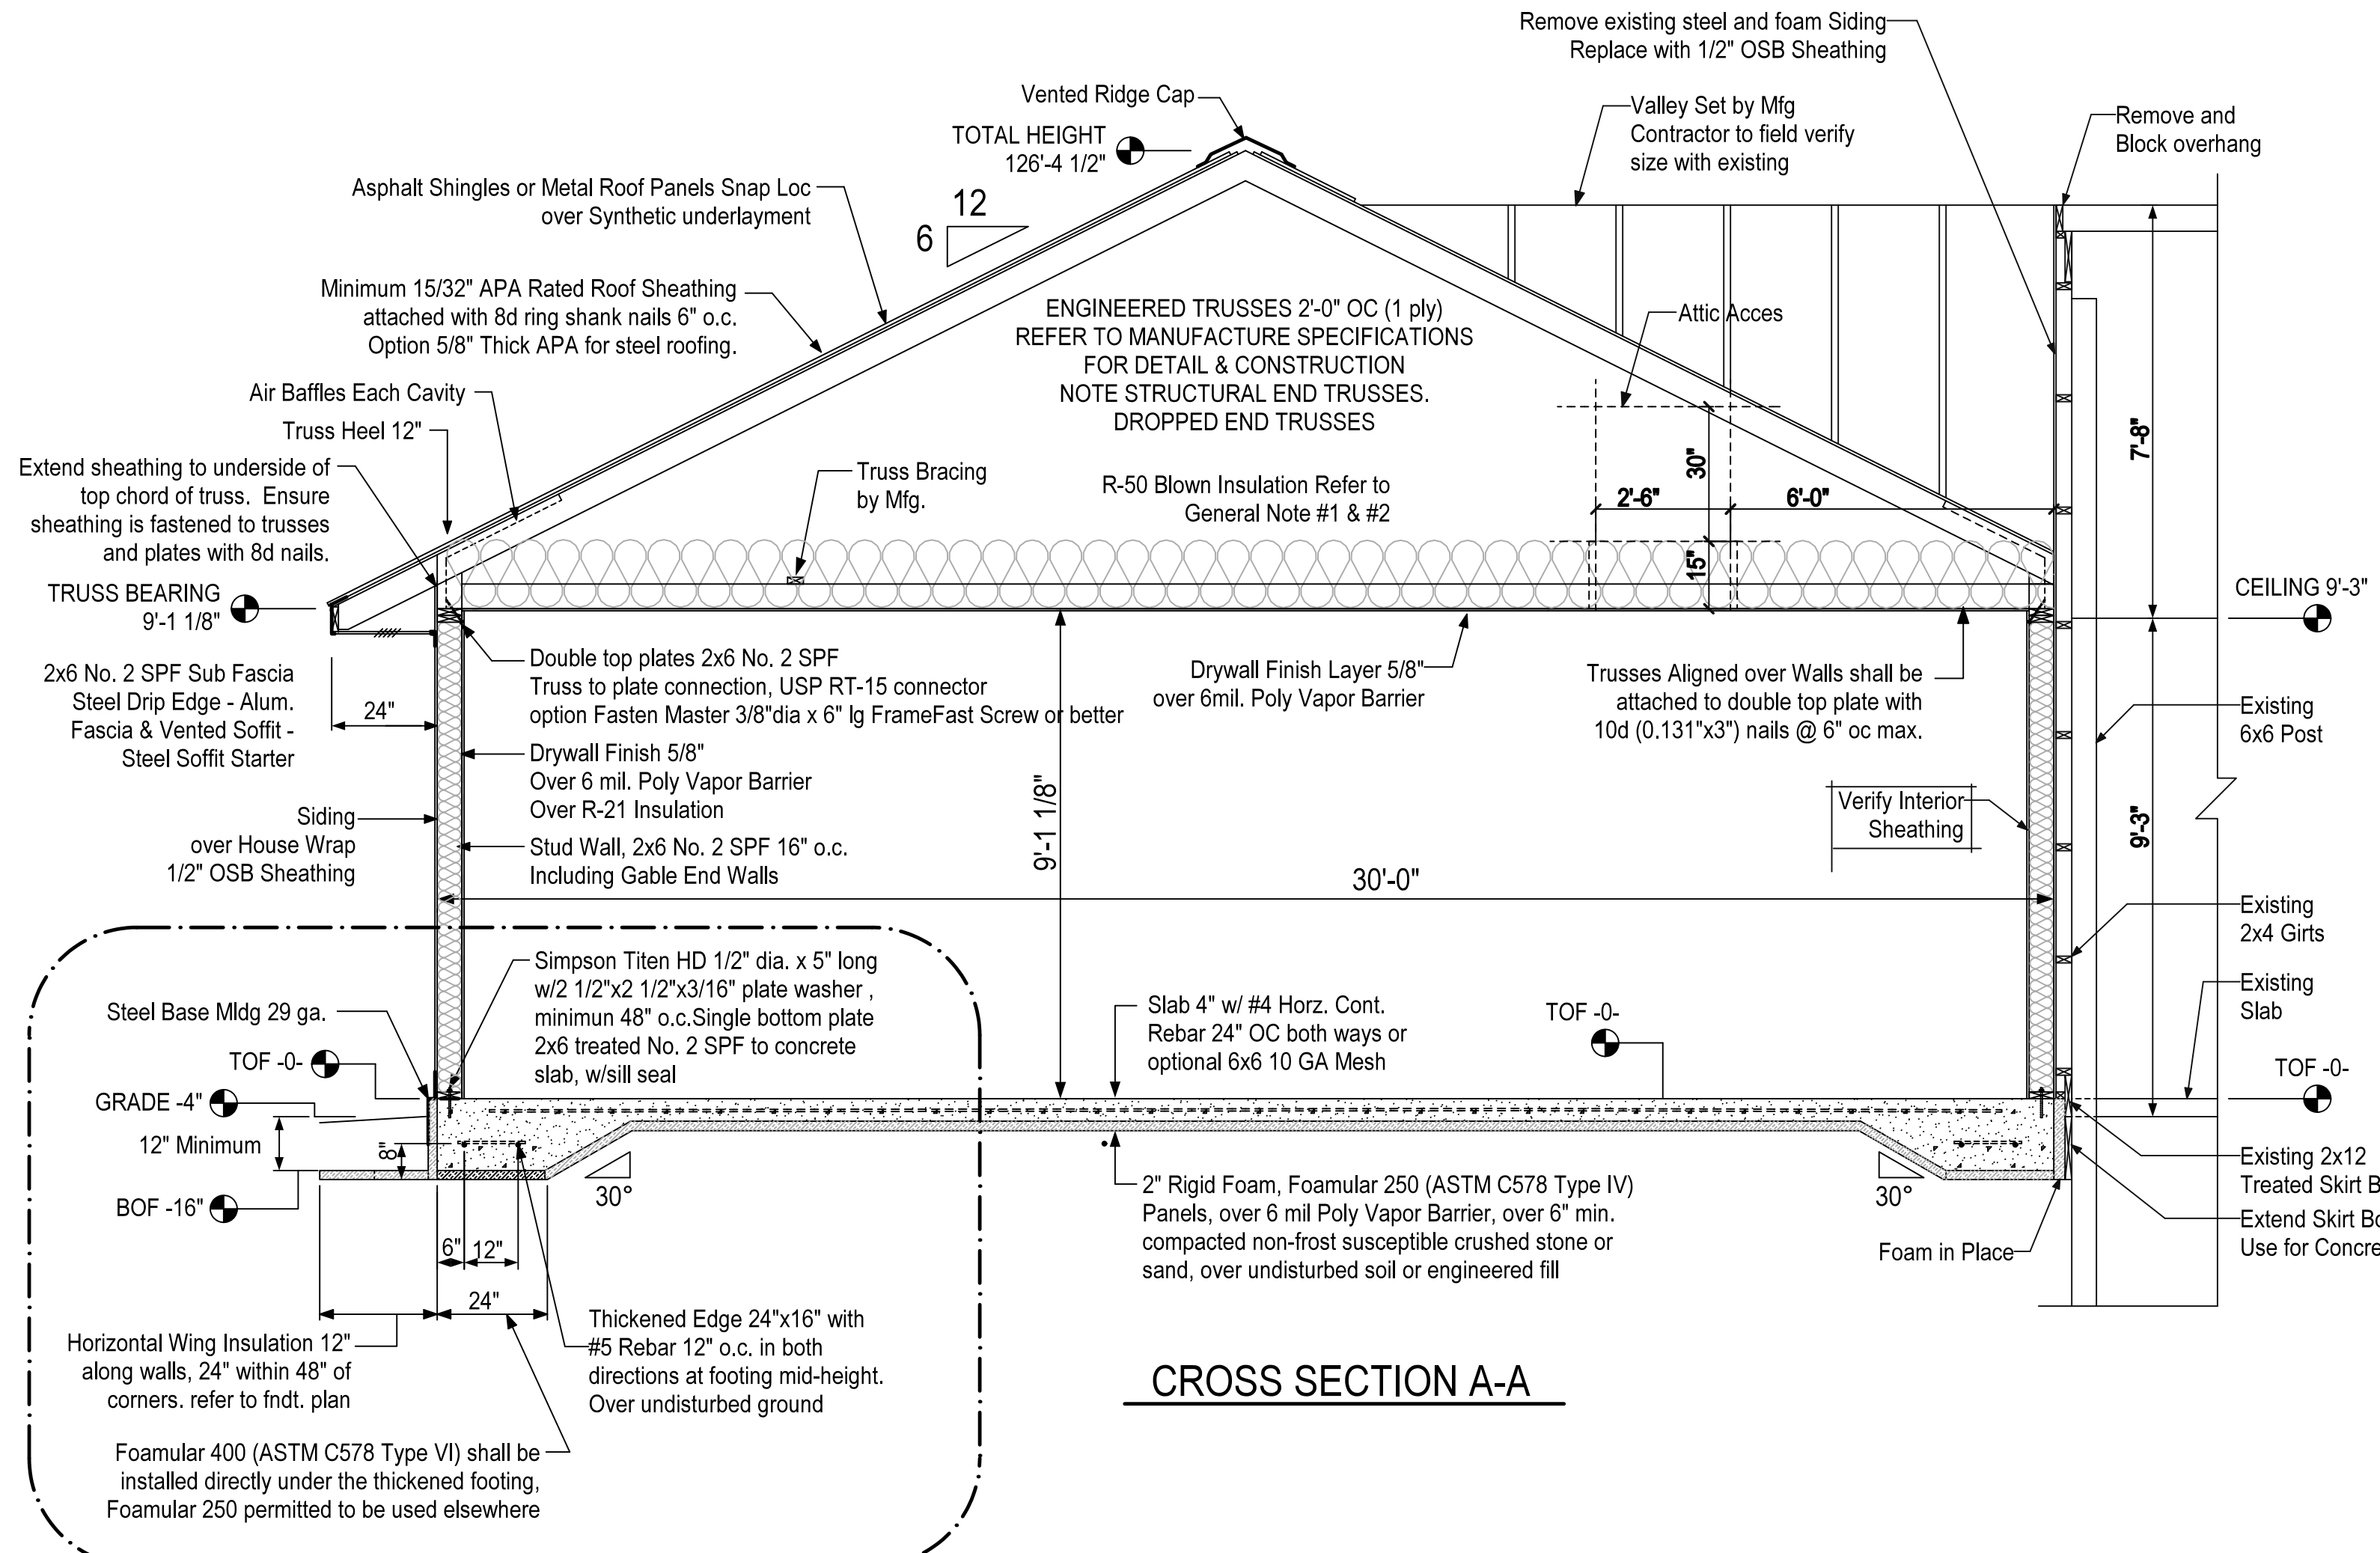 Remove existing steel and foam Siding
Replace with 1/2" OSB Sheathing
Vented Ridge Cap
TOTAL HEIGHT
126'-4 1/2"
Valley Set by Mfg
Contractor to field verify
size with existing
Remove and
Block overhang
Asphalt Shingles or Metal Roof Panels Snap Loc
over Synthetic underlayment
12
6
Minimum 15/32" APA Rated Roof Sheathing
attached with 8d ring shank nails 6" o.c.
Option 5/8" Thick APA for steel roofing.
ENGINEERED TRUSSES 2'-0" OC (1 ply)
REFER TO MANUFACTURE SPECIFICATIONS
FOR DETAIL & CONSTRUCTION
NOTE STRUCTURAL END TRUSSES.
DROPPED END TRUSSES
Attic Acces
Air Baffles Each Cavity
Truss Heel 12"
Extend sheathing to underside of
top chord of truss. Ensure
sheathing is fastened to trusses
and plates with 8d nails.
Truss Bracing
by Mfg.
R-50 Blown Insulation Refer to
General Note #1 & #2
30"
2'-6"
6'-0"
15"
7'-8"
TRUSS BEARING
9'-1 1/8"
CEILING 9'-3"
2x6 No. 2 SPF Sub Fascia
Steel Drip Edge - Alum.
Fascia & Vented Soffit -
Steel Soffit Starter
24"
Double top plates 2x6 No. 2 SPF
Truss to plate connection, USP RT-15 connector
option Fasten Master 3/8"dia x 6" lg FrameFast Screw or better
Drywall Finish Layer 5/8"
over 6mil. Poly Vapor Barrier
Trusses Aligned over Walls shall be
attached to double top plate with
10d (0.131"x3") nails @ 6" oc max.
Existing
6x6 Post
Drywall Finish 5/8"
Over 6 mil. Poly Vapor Barrier
Over R-21 Insulation
Siding
over House Wrap
1/2" OSB Sheathing
Stud Wall, 2x6 No. 2 SPF 16" o.c.
Including Gable End Walls
9'-1 1/8"
Verify Interior
Sheathing
9'-3"
30'-0"
Existing
2x4 Girts
Simpson Titen HD 1/2" dia. x 5" long
w/2 1/2"x2 1/2"x3/16" plate washer ,
minimun 48" o.c.Single bottom plate
2x6 treated No. 2 SPF to concrete
slab, w/sill seal
Steel Base Mldg 29 ga.
TOF -0-
GRADE -4"
12" Minimum
8"
BOF -16"
Slab 4" w/ #4 Horz. Cont.
Rebar 24" OC both ways or
optional 6x6 10 GA Mesh
TOF -0-
Existing
Slab
TOF -0-
30°
2" Rigid Foam, Foamular 250 (ASTM C578 Type IV)
Panels, over 6 mil Poly Vapor Barrier, over 6" min.
compacted non-frost susceptible crushed stone or
sand, over undisturbed soil or engineered fill
30°
Existing 2x12
Treated Skirt B
Extend Skirt Bo
Use for Concre
Foam in Place
6"
12"
24"
Horizontal Wing Insulation 12"
along walls, 24" within 48" of
corners. refer to fndt. plan
Thickened Edge 24"x16" with
#5 Rebar 12" o.c. in both
directions at footing mid-height.
Over undisturbed ground
Foamular 400 (ASTM C578 Type VI) shall be
installed directly under the thickened footing,
Foamular 250 permitted to be used elsewhere
CROSS SECTION A-A